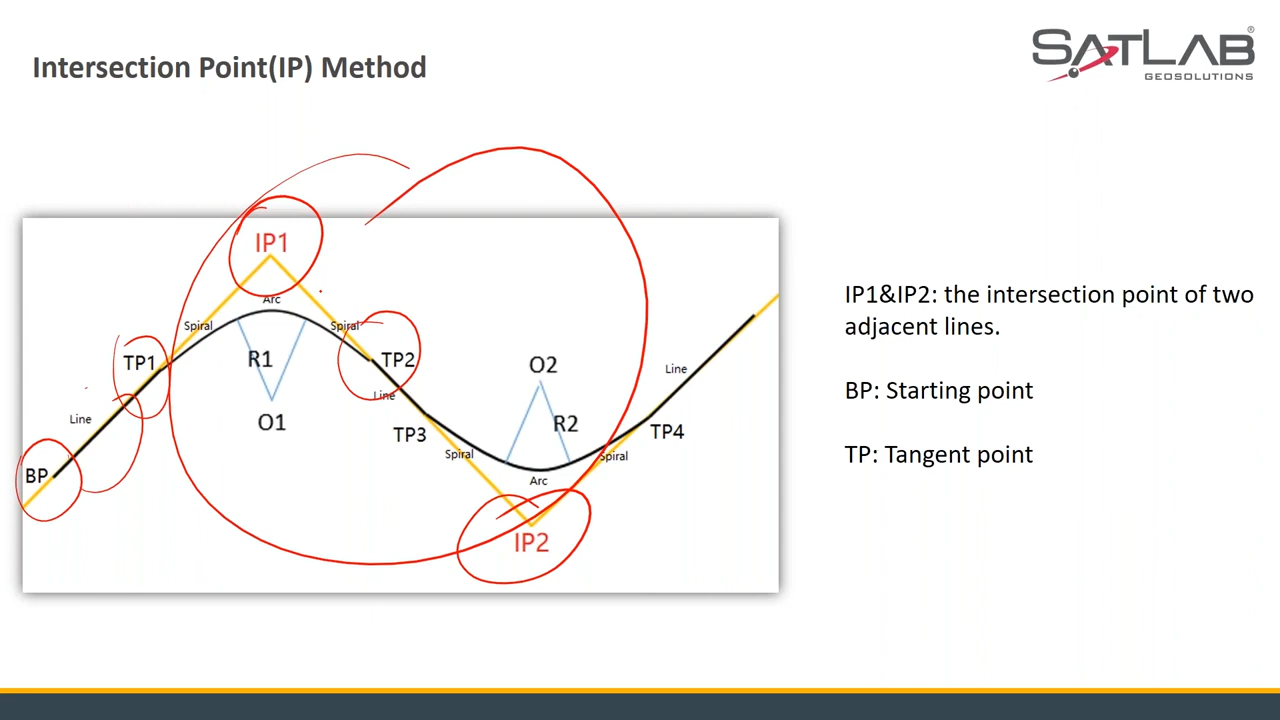 Intersection Point(IP) Method
SATLAB®
GEOSOLUTIONS
IP1
Arc
Spiral
Spiral
TP1
R1
TP2
O2
Line
Line
Line
O1
R2
TP3
TP4
Spiral
Spiral
BP
Arc
IP2
IP1&IP2: the intersection point of two
adjacent lines.
BP: Starting point
TP: Tangent point